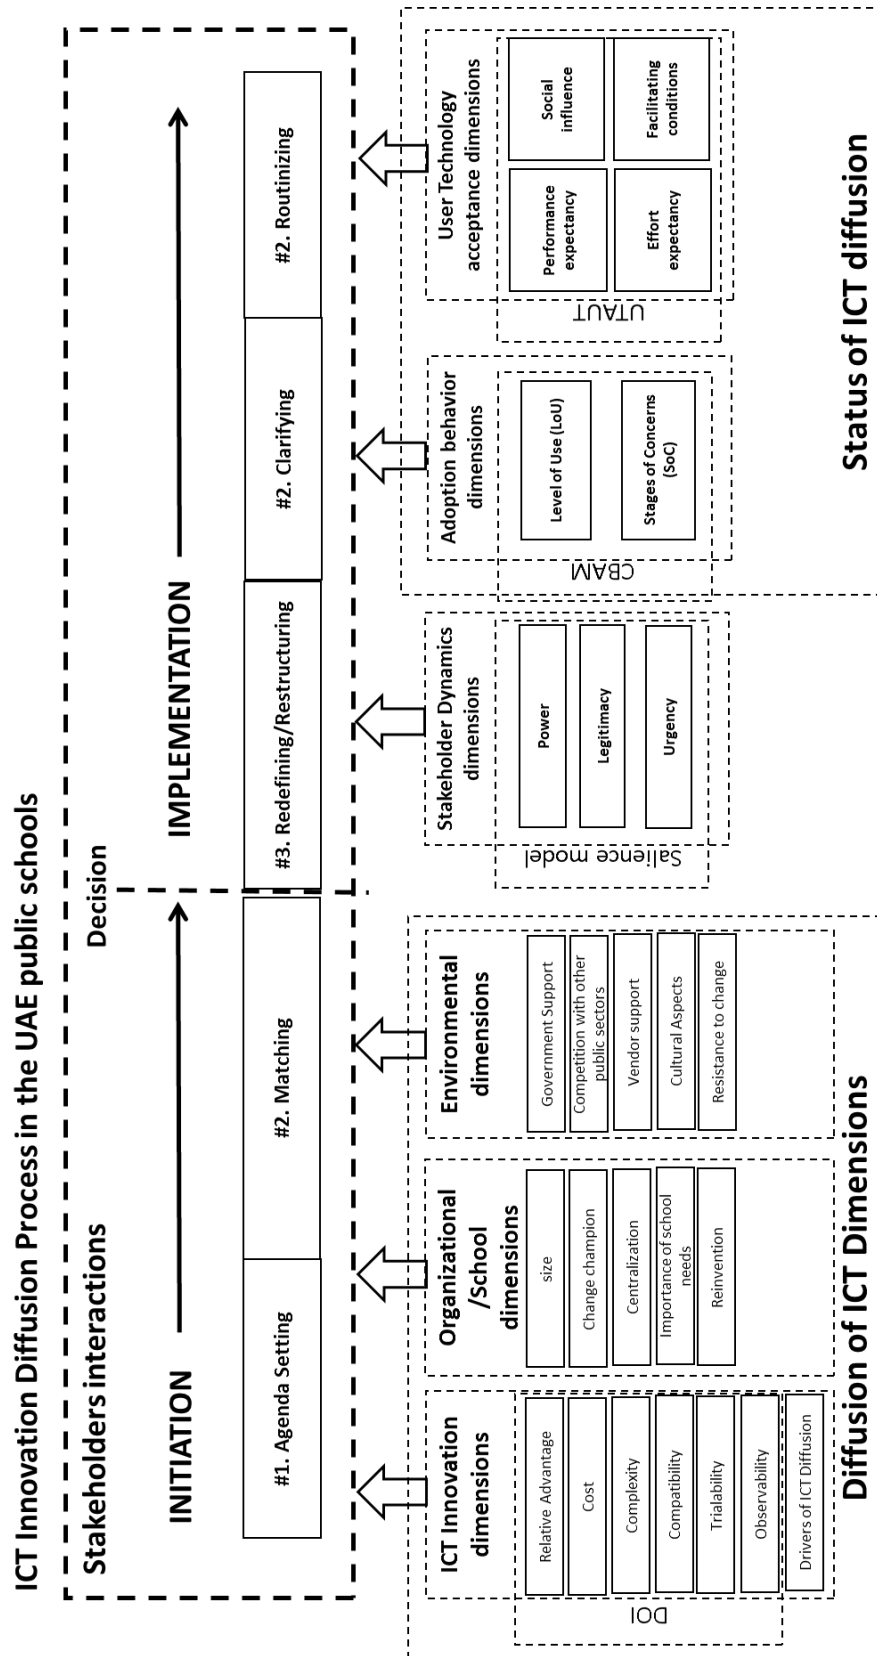 ICT Innovation Diffusion Process in the UAE public schools
Stakeholders interactions
Decision
INITIATION
IMPLEMENTATION
#1. Agenda Setting
#2. Matching
#3. Redefining/Restructuring
#2. Clarifying
#2. Routinizing
ICT Innovation
dimensions
DOI
Relative Advantage
Cost
Complexity
Compatibility
Trialability
Observability
Drivers of ICT Diffusion
Organizational
/School
dimensions
size
Change champion
Centralization
Importance of school
needs
Reinvention
Environmental
dimensions
Government Support
Competition with other
public sectors
Vendor support
Cultural Aspects
Resistance to change
Diffusion of ICT Dimensions
Stakeholder Dynamics
dimensions
Salience model
Power
Legitimacy
Urgency
Adoption behavior
dimensions
CBAM
Level of Use (LoU)
Stages of Concerns
(SoC)
User Technology
acceptance dimensions
UTAUT
Performance
expectancy
Social
influence
Effort
expectancy
Facilitating
conditions
Status of ICT diffusion